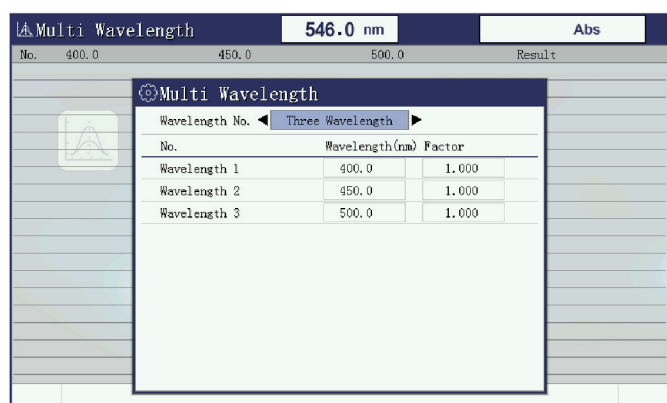 Multi Wavelength 546.0 nm Abs
No. 400.0 450.0 500.0 Result
Multi Wavelength
Wavelength No. Three Wavelength
No. Wavelength(nm) Factor
Wavelength 1 400.0 1.000
Wavelength 2 450.0 1.000
Wavelength 3 500.0 1.000